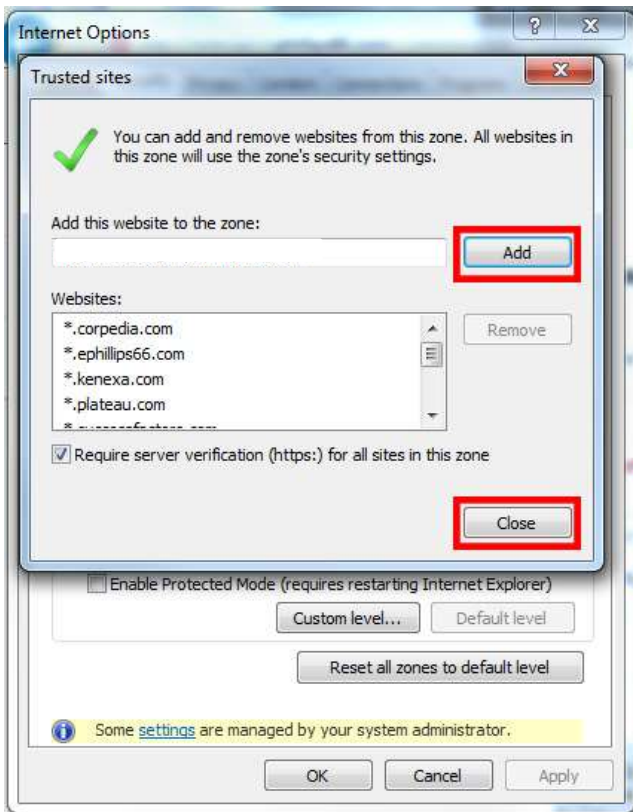 Internet Options
Trusted sites
You can add and remove websites from this zone. All websites in
this zone will use the zone's security settings.
Add this website to the zone:
Add
Websites:
*.corpedia.com
*.ephillips66.com
*.kenexa.com
*.plateau.com
Remove
Require server verification (https:) for all sites in this zone
Close
Enable Protected Mode (requires restarting Internet Explorer)
Custom level...
Default level
Reset all zones to default level
Some settings are managed by your system administrator.
OK
Cancel
Apply